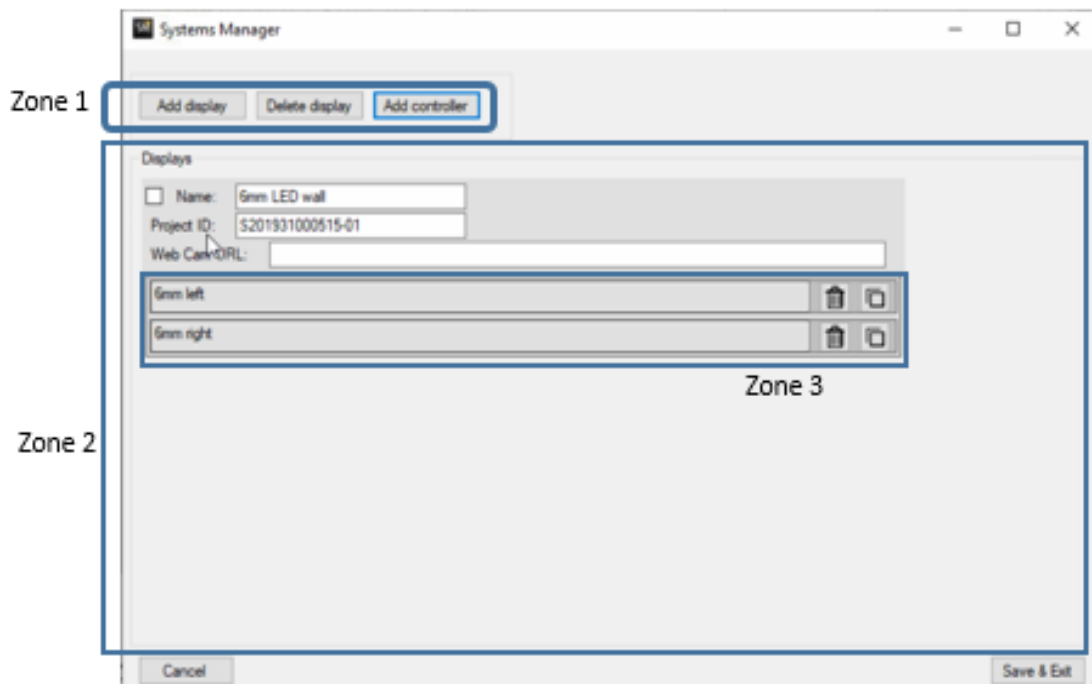 Systems Manager
Zone 1
Add display Delete display Add controller
Displays
Name: 6mm LED wall
Project ID: S201931000515-01
Web Cam URL:
6mm left
6mm right
Zone 3
Zone 2
Cancel Save & Exit